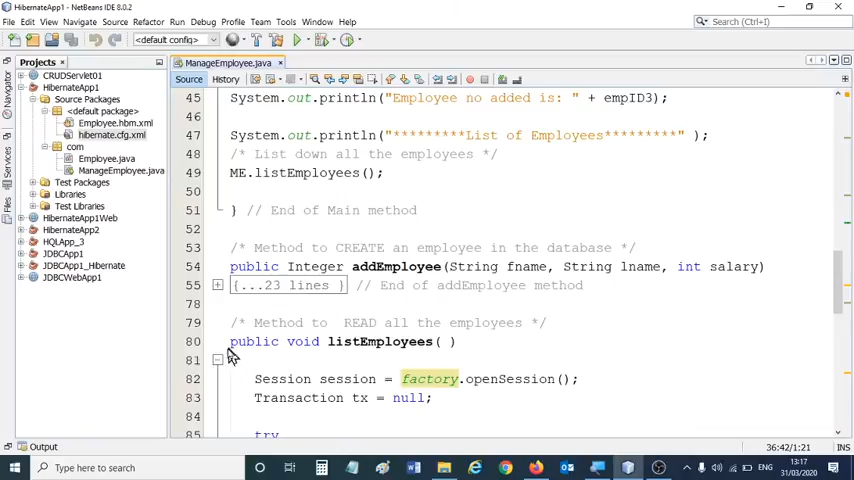 HibernateApp1 - NetBeans IDE 8.0.2
File Edit View Navigate Source Refactor Run Debug Profile Team Tools Window Help
Search (Ctrl+I)
<default config>
Projects
ManageEmployee.java
Source History
Navigator
Services
Files
CRUDServlet01
HibernateApp1
Source Packages
<default package>
Employee.hbm.xml
hibernate.cfg.xml
com
Employee.java
ManageEmployee.java
Test Packages
Libraries
Test Libraries
HibernateApp1Web
HibernateApp2
HQLApp_3
JDBCApp1
JDBCApp1_Hibernate
JDBCWebApp1
45 System.out.println("Employee no added is: " + empID3);
46
47 System.out.println("*********List of Employees*********" );
48 /* List down all the employees */
49 ME.listEmployees();
50
51 } // End of Main method
52
53 /* Method to CREATE an employee in the database */
54 public Integer addEmployee(String fname, String lname, int salary)
55 {...23 lines } // End of addEmployee method
78
79 /* Method to  READ all the employees */
80 public void listEmployees( )
81
82 Session session = factory.openSession();
83 Transaction tx = null;
84
85 try
Output
36:42/1:21 INS
Type here to search
ENG
13:17
31/03/2020